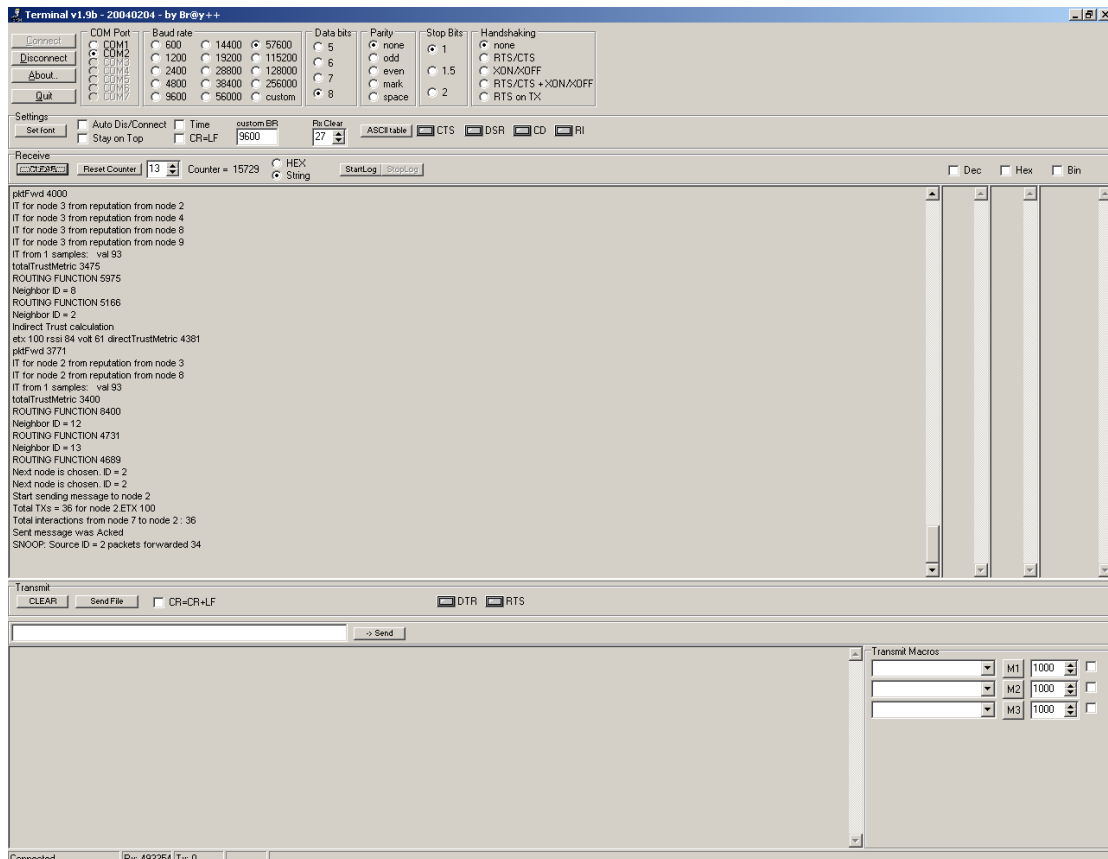 Terminal v1.9b - 20040204 - by Br@y++
Connect
Disconnect
About..
Quit
COM Port
COM1
COM2
COM3
COM4
COM5
COM6
COM7
Baud rate
600 14400 57600
1200 19200 115200
2400 28800 128000
4800 38400 256000
9600 56000 custom
Data bits
5
6
7
8
Parity
none
odd
even
mark
space
Stop Bits
1
1.5
2
Handshaking
none
RTS/CTS
XON/XOFF
RTS/CTS + XON/XOFF
RTS on TX
Settings
Set font
Auto Dis/Connect Time
Stay on Top CR=LF
custom BR
9600
Rx Clear
27
ASCII table CTS DSR CD RI
Receive
CLEAR Reset Counter 13 Counter = 15729
HEX
String
StartLog StopLog
Dec Hex Bin
pktFwd 4000
IT for node 3 from reputation from node 2
IT for node 3 from reputation from node 4
IT for node 3 from reputation from node 8
IT for node 3 from reputation from node 9
IT from 1 samples: val 93
totalTrustMetric 3475
ROUTING FUNCTION 5975
Neighbor ID = 8
ROUTING FUNCTION 5166
Neighbor ID = 2
Indirect Trust calculation
etx 100 rssi 84 volt 61 directTrustMetric 4381
pktFwd 3771
IT for node 2 from reputation from node 3
IT for node 2 from reputation from node 8
IT from 1 samples: val 93
totalTrustMetric 3400
ROUTING FUNCTION 8400
Neighbor ID = 12
ROUTING FUNCTION 4731
Neighbor ID = 13
ROUTING FUNCTION 4689
Next node is chosen. ID = 2
Next node is chosen. ID = 2
Start sending message to node 2
Total TXs = 36 for node 2.ETX 100
Total interactions from node 7 to node 2 : 36
Sent message was Acked
SNOOP: Source ID = 2 packets forwarded 34
Transmit
CLEAR Send File CR=CR+LF DTR RTS
-> Send
Transmit Macros
M1 1000
M2 1000
M3 1000
Connected Rx: 492254 Tx: 0